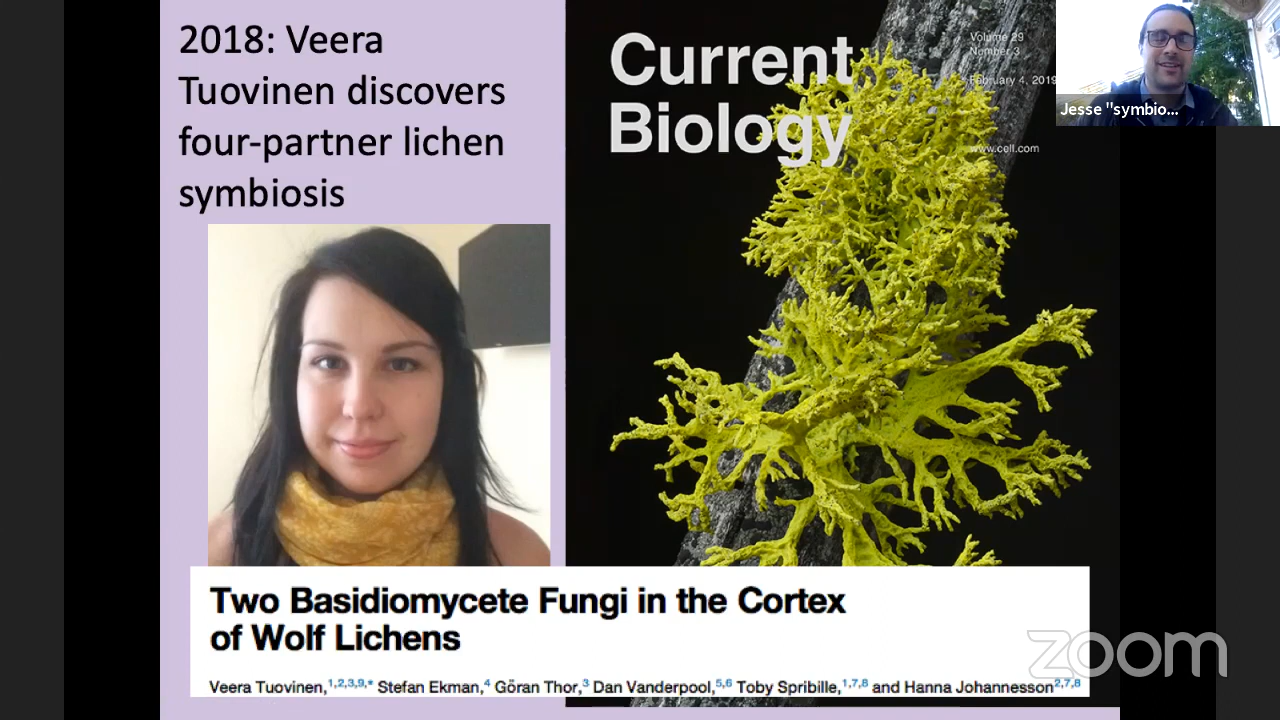 2018: Veera
Tuovinen discovers
four-partner lichen
symbiosis
Current
Biology
Volume 29
Number 3
February 4, 2019
www.cell.com
Jesse "symbio...
Two Basidiomycete Fungi in the Cortex
of Wolf Lichens
Veera Tuovinen,1,2,3,9,* Stefan Ekman,4 Göran Thor,3 Dan Vanderpool,5,6 Toby Spribille,1,7,8 and Hanna Johannesson2,7,8
zoom